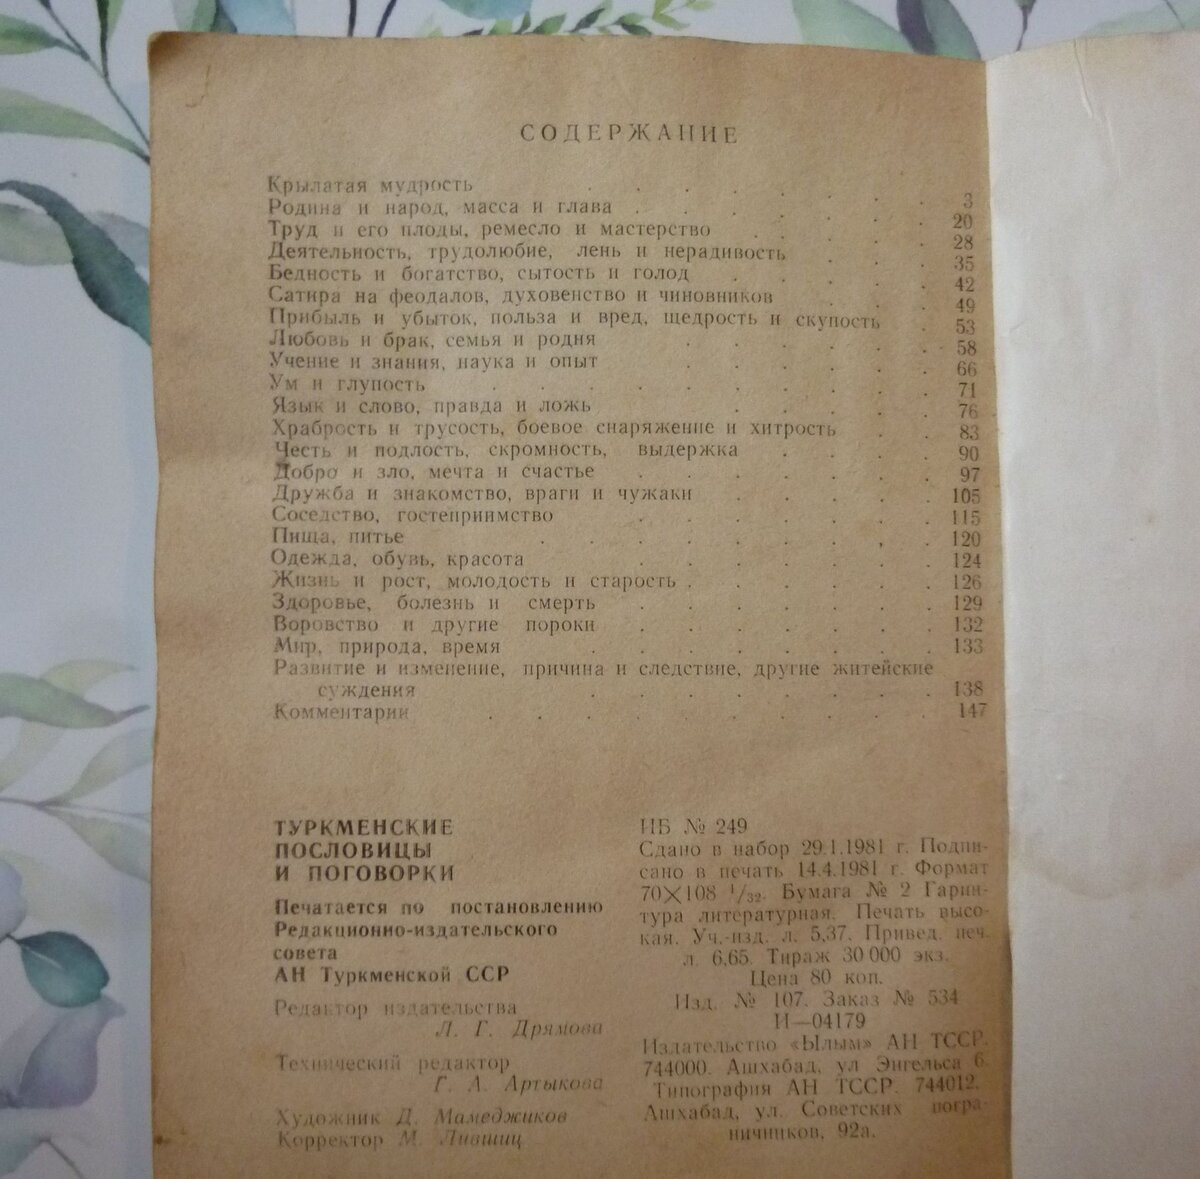 СОДЕРЖАНИЕ
Крылатая мудрость . . . . . . . 3
Родина и народ, масса и глава . . . . . . . 20
Труд и его плоды, ремесло и мастерство . . . . . 28
Деятельность, трудолюбие, лень и нерадивость . . . 35
Бедность и богатство, сытость и голод . . . . . 42
Сатира на феодалов, духовенство и чиновников . . . 49
Прибыль и убыток, польза и вред, щедрость и скупость . 53
Любовь и брак, семья и родня . . . . . . 58
Учение и знания, наука и опыт . . . . . . 66
Ум и глупость . . . . . . . . . . 71
Язык и слово, правда и ложь . . . . . 76
Храбрость и трусость, боевое снаряжение и хитрость . . 83
Честь и подлость, скромность, выдержка . . . . 90
Добро и зло, мечта и счастье . . . . . . . 97
Дружба и знакомство, враги и чужаки . . . . . 105
Соседство, гостеприимство . . . . . . . 115
Пища, питье . . . . . . . . . 120
Одежда, обувь, красота . . . . . . . 124
Жизнь и рост, молодость и старость . . . . . . 126
Здоровье, болезнь и смерть . . . . . . . 129
Воровство и другие пороки . . . . . . . 132
Мир, природа, время . . . . . . . . 133
Развитие и изменение, причина и следствие, другие житейские
суждения . . . . . . . . 138
Комментарии . . . . . . . . . . 147
ТУРКМЕНСКИЕ
ПОСЛОВИЦЫ
И ПОГОВОРКИ
Печатается по постановлению
Редакционно-издательского
совета
АН Туркменской ССР
Редактор издательства
Л. Г. Дрямова
Технический редактор
Г. А. Артыкова
Художник Д. Мамеджиков
Корректор М. Лившиц
ИБ № 249
Сдано в набор 29.1.1981 г. Подпи-
сано в печать 14.4.1981 г. Формат
70×108 1/32. Бумага № 2 Гарни-
тура литературная. Печать высо-
кая. Уч.-изд. л. 5,37. Привед. печ.
л. 6,65. Тираж 30 000 экз.
Цена 80 коп.
Изд. № 107. Заказ № 534
И—04179
Издательство «Ылым» АН ТССР.
744000. Ашхабад, ул Энгельса 6.
Типография АН ТССР. 744012.
Ашхабад, ул. Советских погра-
ничников, 92а.